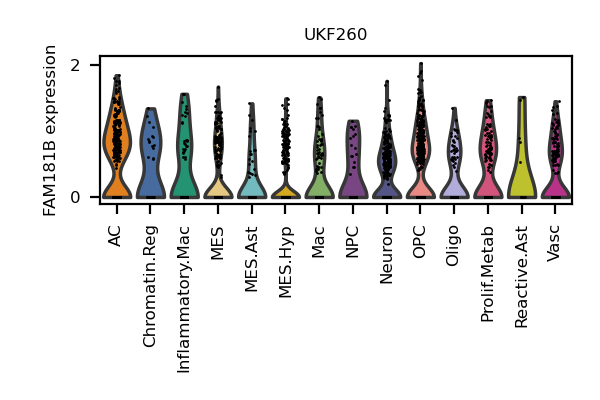 UKF260
FAM181B expression
2
0
AC
Chromatin.Reg
Inflammatory.Mac
MES
MES.Ast
MES.Hyp
Mac
NPC
Neuron
OPC
Oligo
Prolif.Metab
Reactive.Ast
Vasc